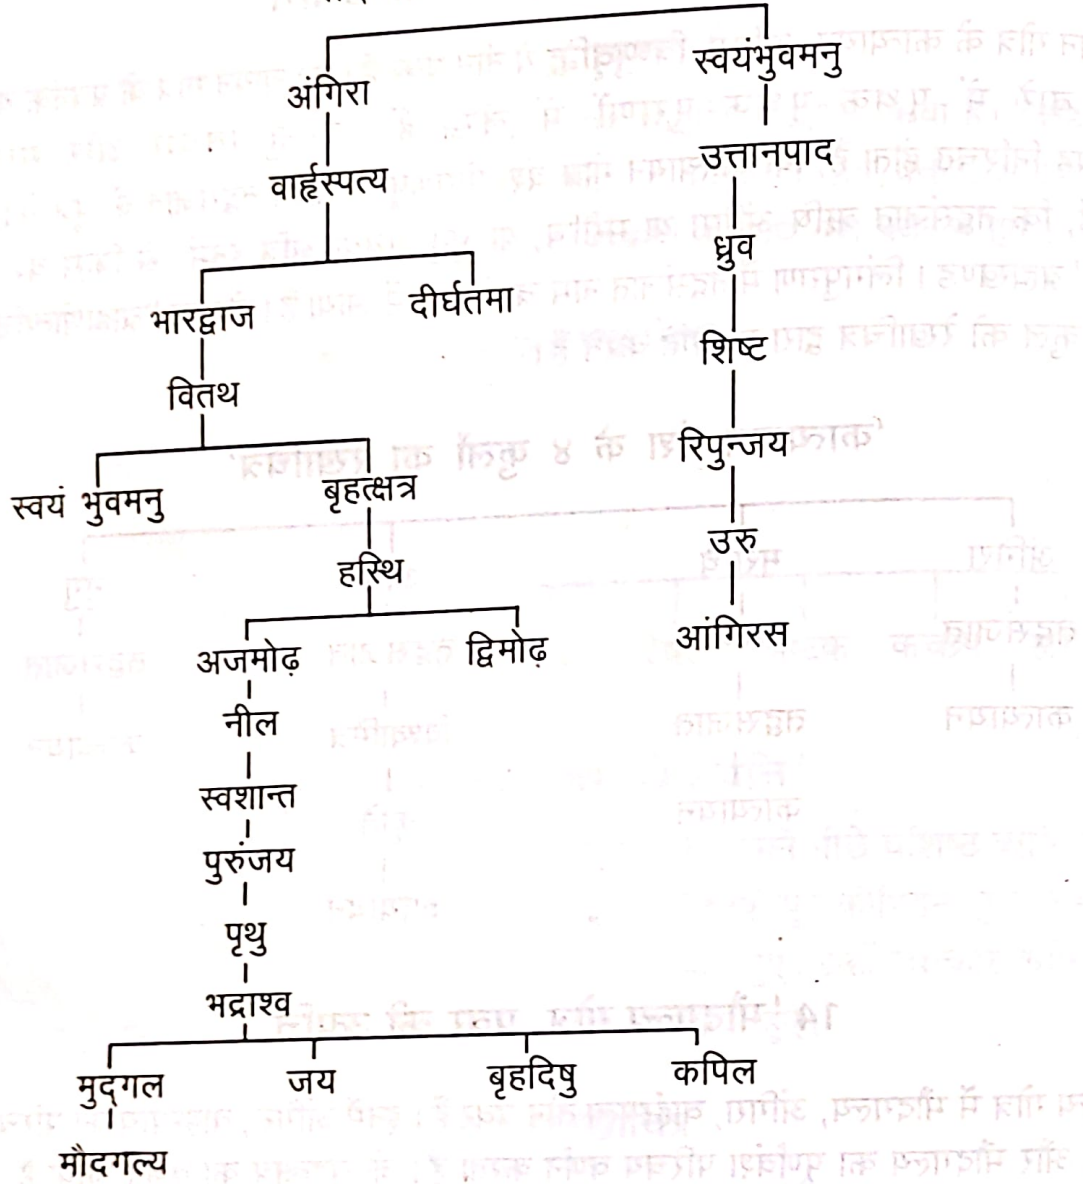 स्वयंभुवमनु
अंगिरा
उत्तानपाद
वार्हस्पत्य
ध्रुव
भारद्वाज
दीर्घतमा
शिष्ट
वितथ
रिपुन्जय
स्वयं भुवमनु
बृहत्क्षत्र
उरु
हस्थि
आंगिरस
अजमोढ़
द्विमोढ़
नील
स्वशान्त
पुरुंजय
पृथु
भद्राश्व
मुद्गल
जय
बृहदिषु
कपिल
मौदगल्य